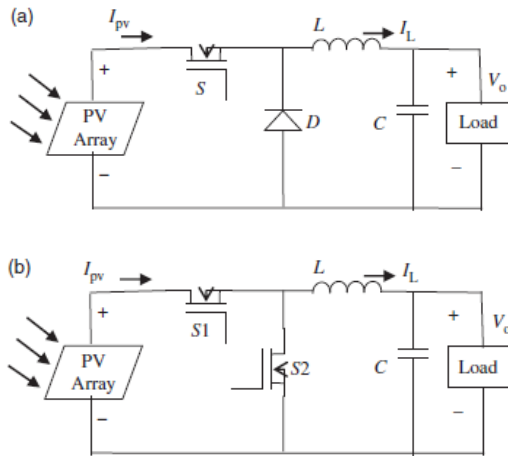 (a)
I_pv
L
I_L
+
S
D
C
+
V_o
PV
Array
Load
−
−
(b)
I_pv
L
I_L
+
S1
S2
C
+
V_o
PV
Array
Load
−
−